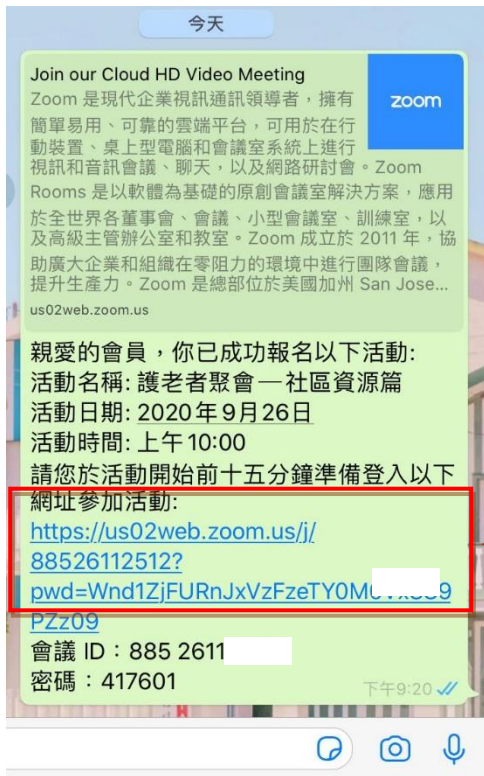 今天
Join our Cloud HD Video Meeting
zoom
Zoom 是現代企業視訊通訊領導者，擁有
簡單易用、可靠的雲端平台，可用於在行
動裝置、桌上型電腦和會議室系統上進行
視訊和音訊會議、聊天，以及網路研討會。Zoom
Rooms 是以軟體為基礎的原創會議室解決方案，應用
於全世界各董事會、會議、小型會議室、訓練室，以
及高級主管辦公室和教室。Zoom 成立於 2011 年，協
助廣大企業和組織在零阻力的環境中進行團隊會議，
提升生產力。Zoom 是總部位於美國加州 San Jose...
us02web.zoom.us
親愛的會員，你已成功報名以下活動:
活動名稱: 護老者聚會—社區資源篇
活動日期: 2020年9月26日
活動時間: 上午10:00
請您於活動開始前十五分鐘準備登入以下
網址參加活動:
https://us02web.zoom.us/j/
88526112512?
pwd=Wnd1ZjFURnJxVzFzeTY0M
PZz09
會議 ID：885 2611
密碼：417601
下午9:20